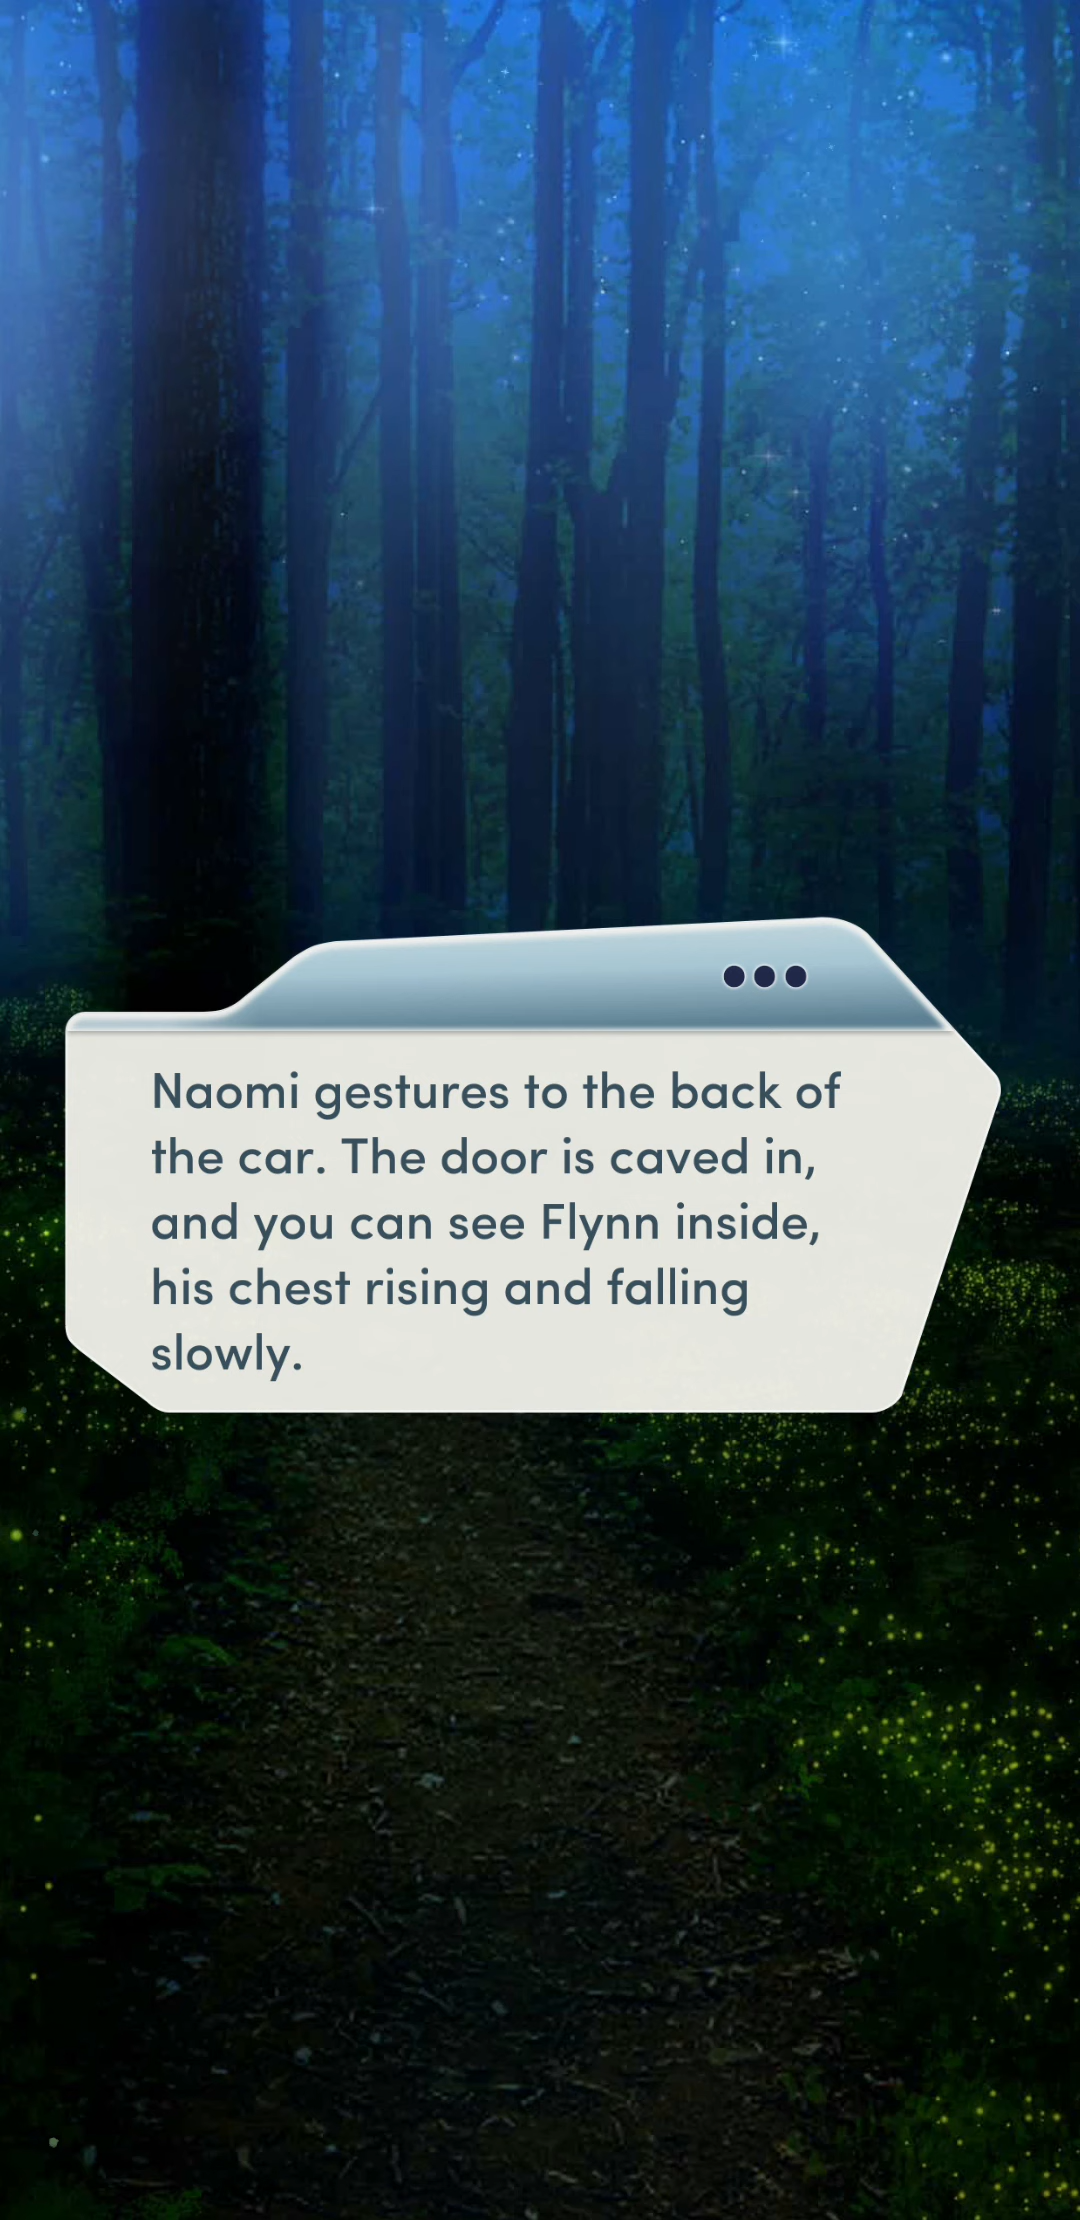 Naomi gestures to the back of
the car. The door is caved in,
and you can see Flynn inside,
his chest rising and falling
slowly.